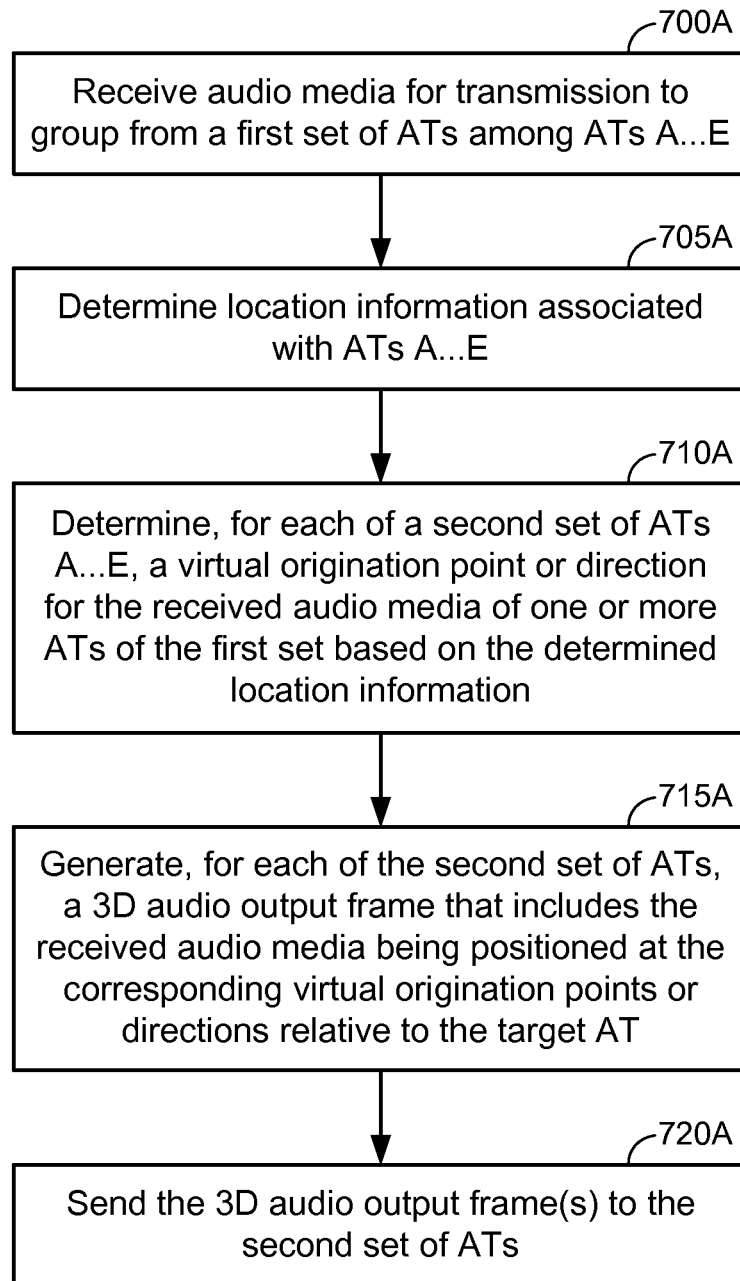 700A
Receive audio media for transmission to
group from a first set of ATs among ATs A...E
705A
Determine location information associated
with ATs A...E
710A
Determine, for each of a second set of ATs
A...E, a virtual origination point or direction
for the received audio media of one or more
ATs of the first set based on the determined
location information
715A
Generate, for each of the second set of ATs,
a 3D audio output frame that includes the
received audio media being positioned at the
corresponding virtual origination points or
directions relative to the target AT
720A
Send the 3D audio output frame(s) to the
second set of ATs